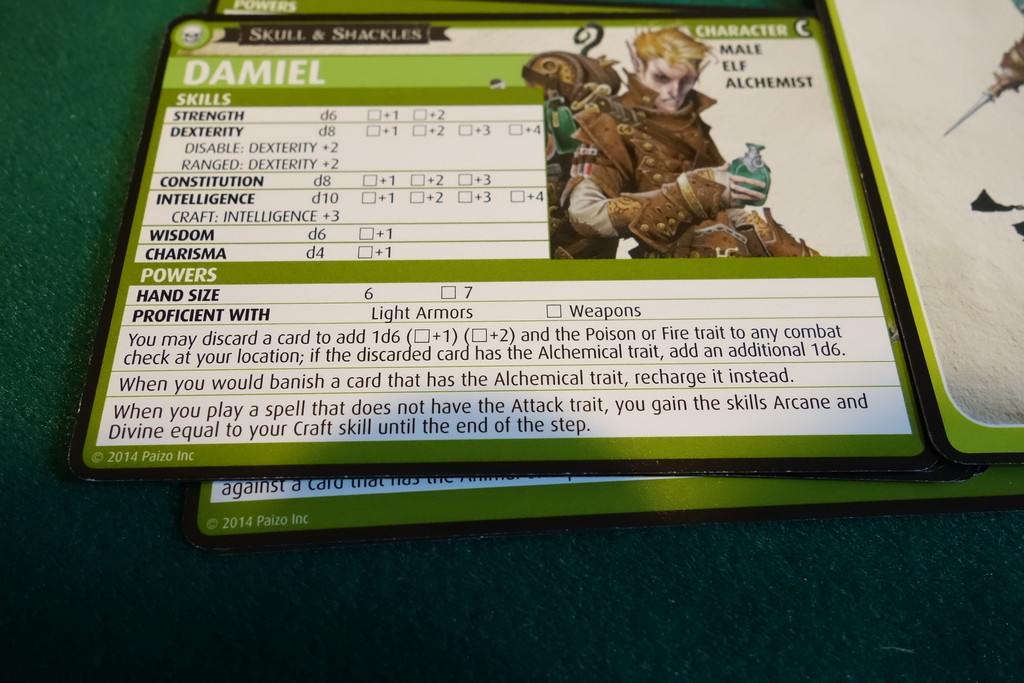 POWERS
SKULL & SHACKLES
CHARACTER C
DAMIEL
MALE
ELF
ALCHEMIST
SKILLS
STRENGTH d6 □+1 □+2
DEXTERITY d8 □+1 □+2 □+3 □+4
DISABLE: DEXTERITY +2
RANGED: DEXTERITY +2
CONSTITUTION d8 □+1 □+2 □+3
INTELLIGENCE d10 □+1 □+2 □+3 □+4
CRAFT: INTELLIGENCE +3
WISDOM d6 □+1
CHARISMA d4 □+1
POWERS
HAND SIZE 6 □ 7
PROFICIENT WITH Light Armors □ Weapons
You may discard a card to add 1d6 (□+1) (□+2) and the Poison or Fire trait to any combat
check at your location; if the discarded card has the Alchemical trait, add an additional 1d6.
When you would banish a card that has the Alchemical trait, recharge it instead.
When you play a spell that does not have the Attack trait, you gain the skills Arcane and
Divine equal to your Craft skill until the end of the step.
© 2014 Paizo Inc
against a card that has the
© 2014 Paizo Inc